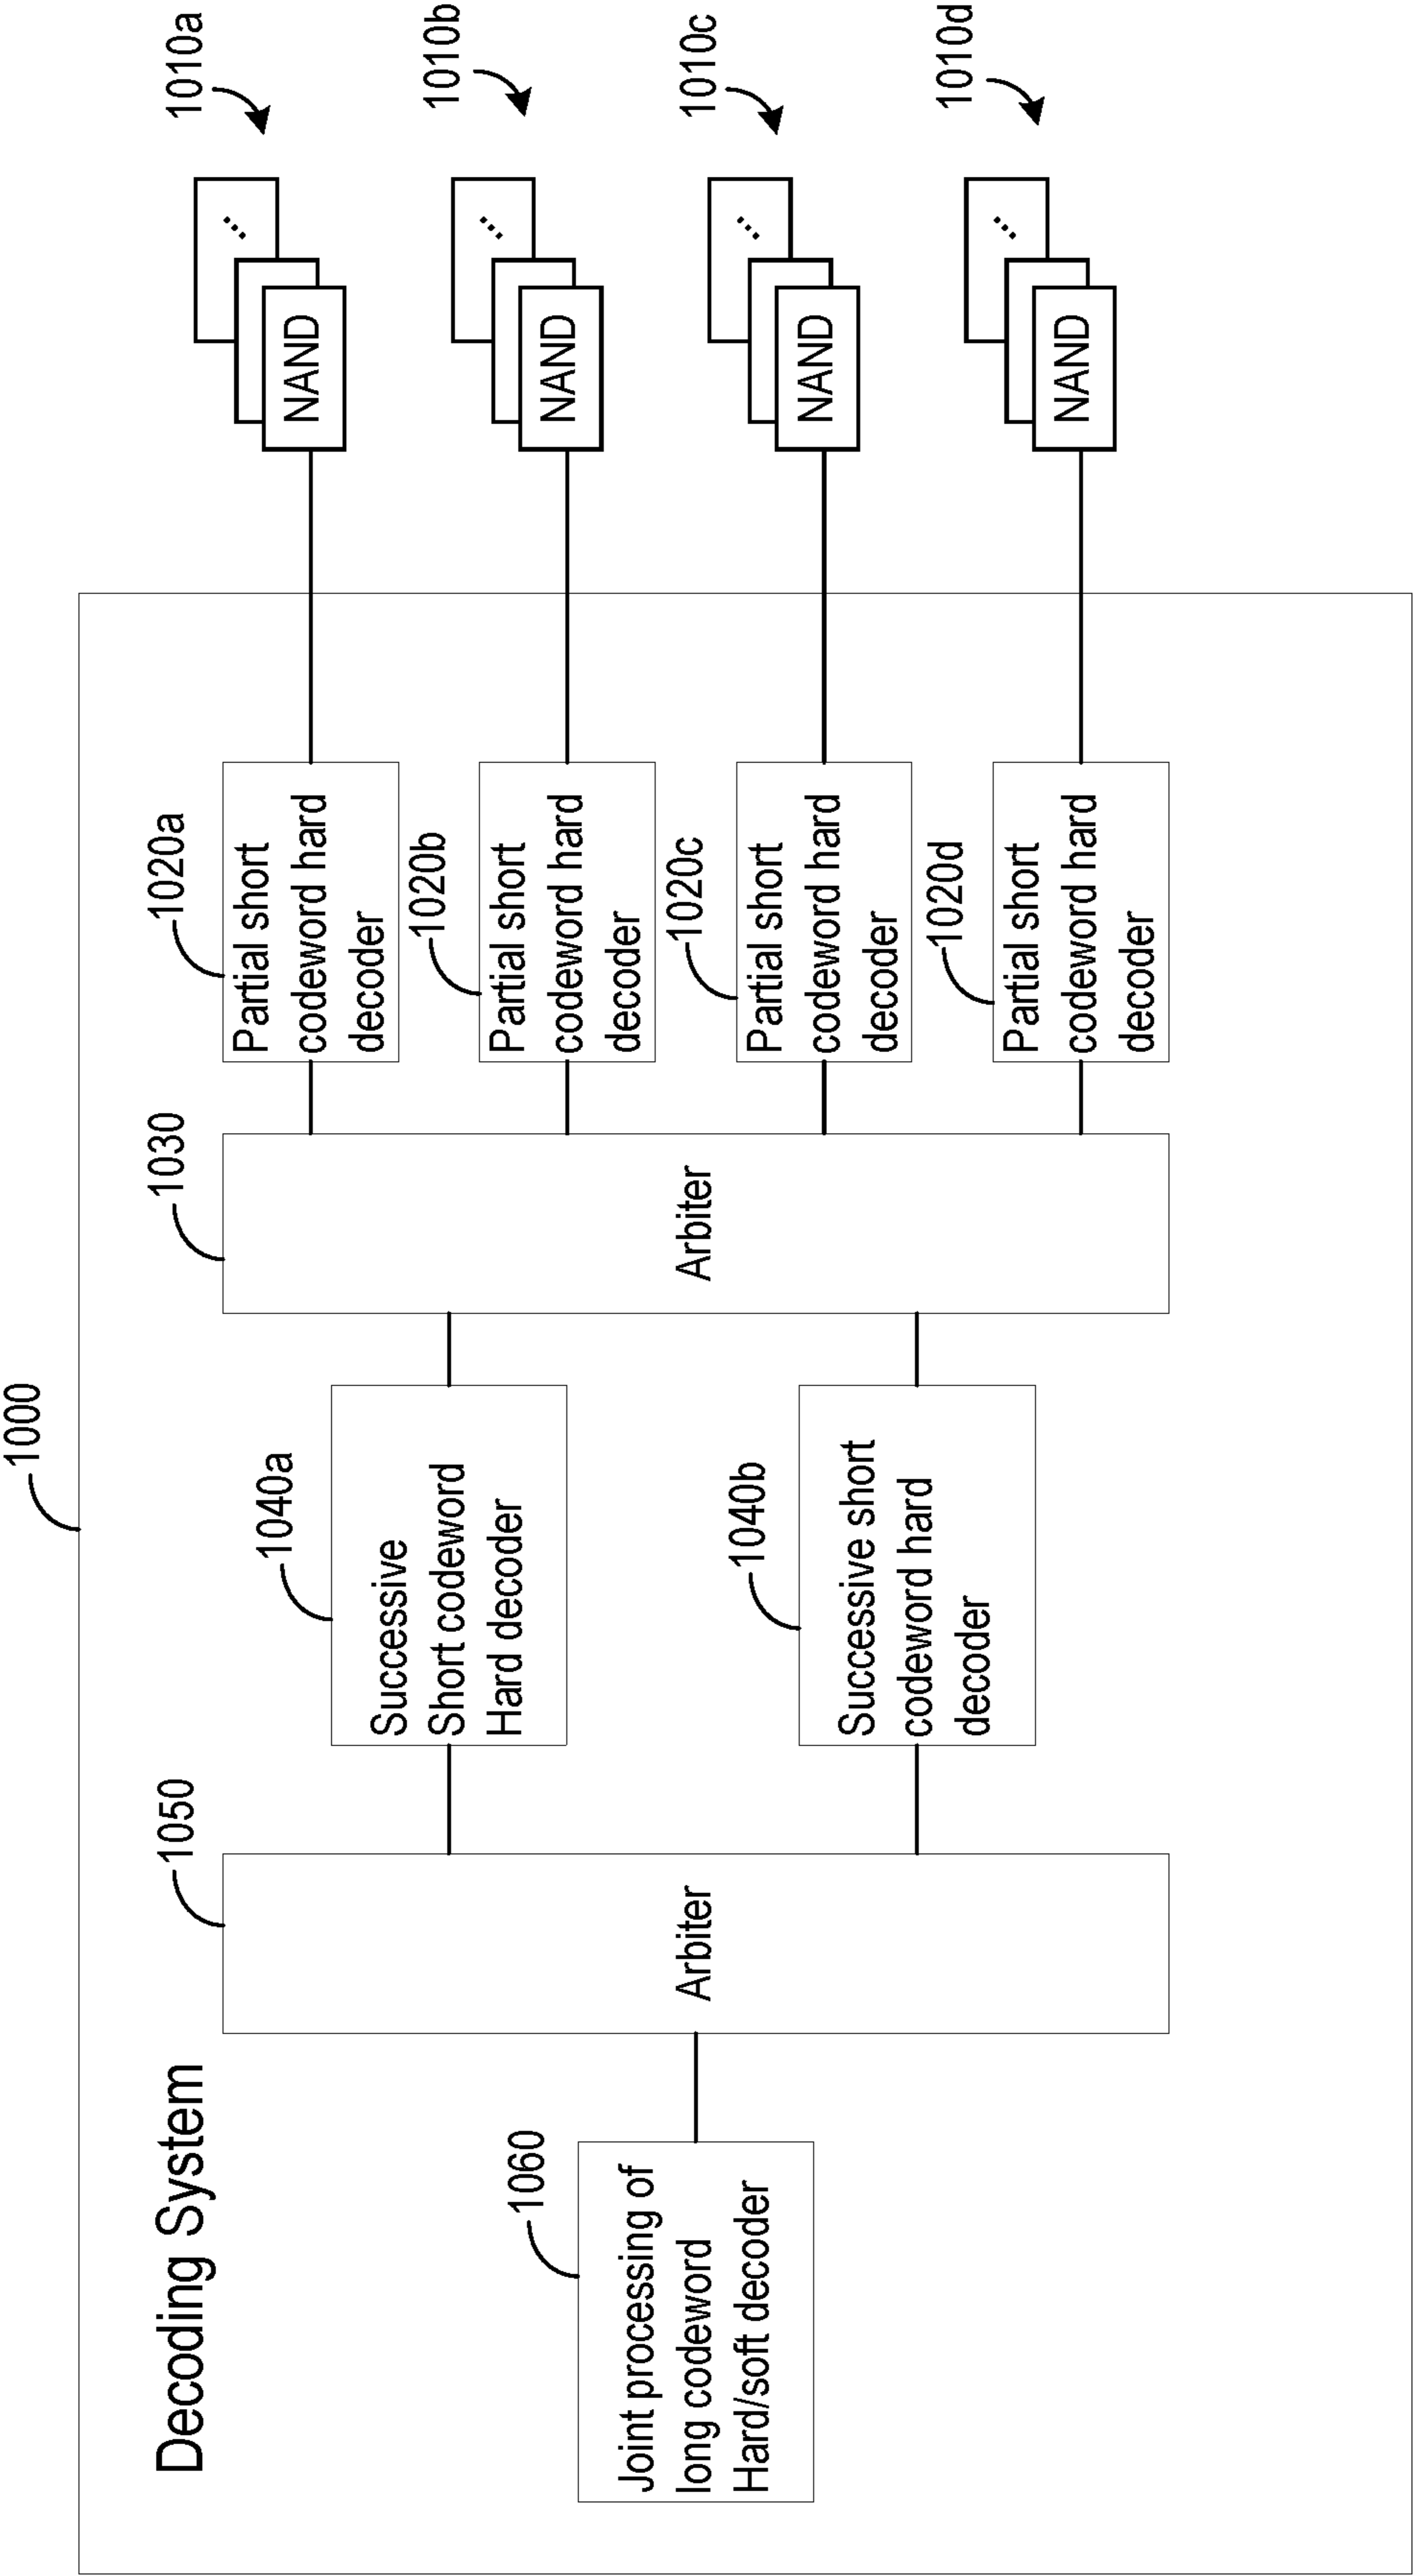 1000
Decoding System
1060
Joint processing of
long codeword
Hard/soft decoder
1050
Arbiter
1040a
Successive
Short codeword
Hard decoder
1040b
Successive short
codeword hard
decoder
1030
Arbiter
1020a
Partial short
codeword hard
decoder
1020b
Partial short
codeword hard
decoder
1020c
Partial short
codeword hard
decoder
1020d
Partial short
codeword hard
decoder
1010a
NAND
...
1010b
NAND
...
1010c
NAND
...
1010d
NAND
...